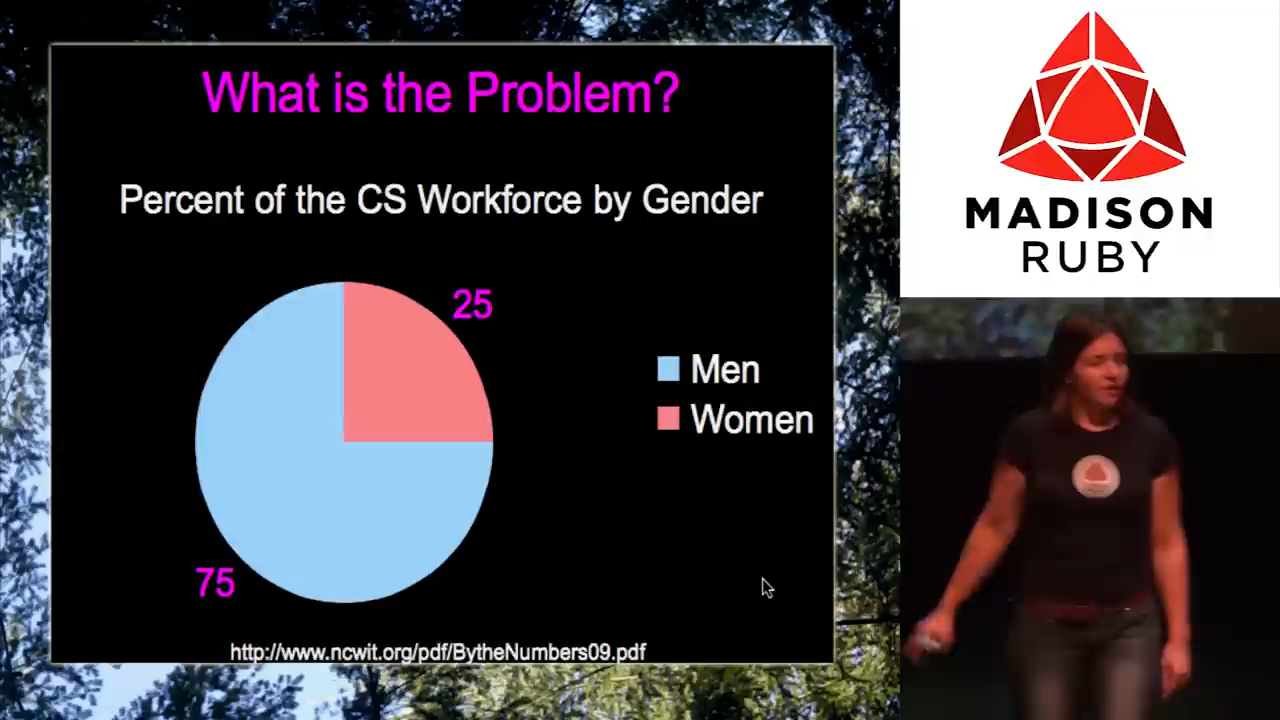 What is the Problem?
Percent of the CS Workforce by Gender
25
Men
Women
75
http://www.ncwit.org/pdf/BytheNumbers09.pdf
MADISON
RUBY